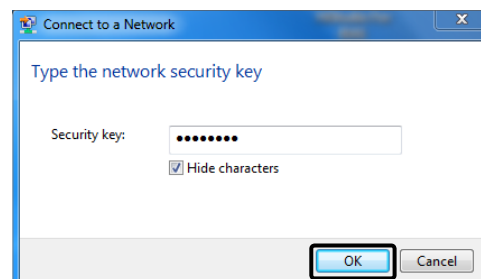 Connect to a Network
Type the network security key
Security key: ●●●●●●●●
Hide characters
OK Cancel